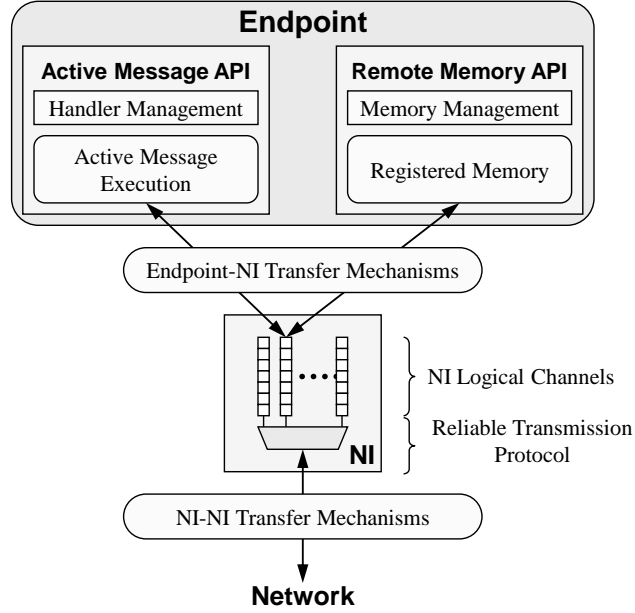 Endpoint
Active Message API
Handler Management
Active Message
Execution
Remote Memory API
Memory Management
Registered Memory
Endpoint-NI Transfer Mechanisms
NI Logical Channels
Reliable Transmission
Protocol
NI
NI-NI Transfer Mechanisms
Network